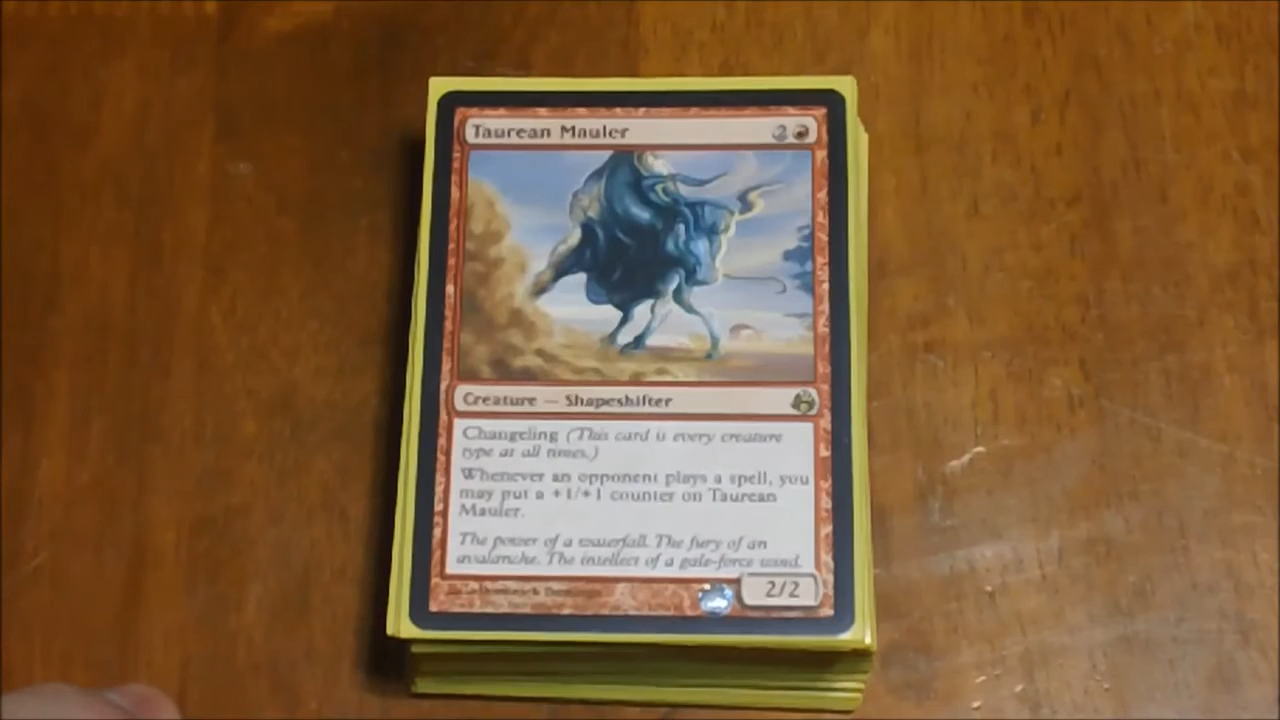 Taurean Mauler 2
Creature — Shapeshifter
Changeling (This card is every creature
type at all times.)
Whenever an opponent plays a spell, you
may put a +1/+1 counter on Taurean
Mauler.
The power of a waterfall. The fury of an
avalanche. The intellect of a gale-force wind.
2/2